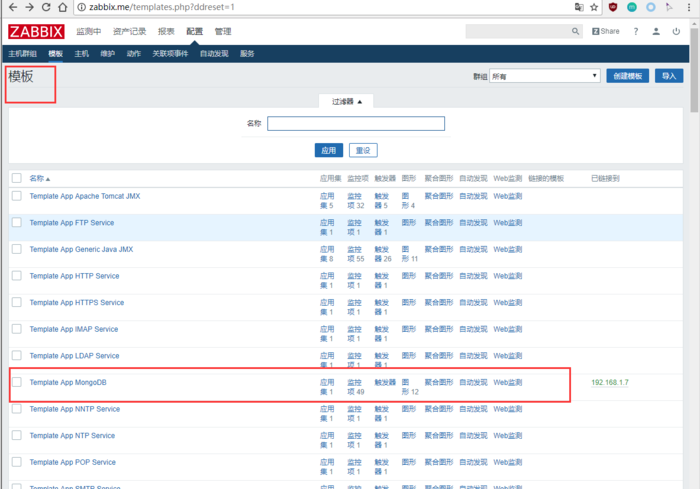 zabbix.me/templates.php?ddreset=1
ZABBIX 监测中 资产记录 报表 配置 管理 Share ?
主机群组 模板 主机 维护 动作 关联项事件 自动发现 服务
模板 群组 所有 创建模板 导入
过滤器 ▲
名称
应用 重设
名称 ▲ 应用集 监控项 触发器 图形 聚合图形 自动发现 Web监测 链接的模板 已链接到
Template App Apache Tomcat JMX 应用 监控 触发 图形 聚合图形 自动发现 Web监测
集 5 项 32 器 5 形 4
Template App FTP Service 应用 监控 触发 图形 聚合图形 自动发现 Web监测
集 1 项 1 器 1
Template App Generic Java JMX 应用 监控 触发 图 聚合图形 自动发现 Web监测
集 8 项 55 器 26 形 11
Template App HTTP Service 应用 监控 触发 图形 聚合图形 自动发现 Web监测
集 1 项 1 器 1
Template App HTTPS Service 应用 监控 触发 图形 聚合图形 自动发现 Web监测
集 1 项 1 器 1
Template App IMAP Service 应用 监控 触发 图形 聚合图形 自动发现 Web监测
集 1 项 1 器 1
Template App LDAP Service 应用 监控 触发 图形 聚合图形 自动发现 Web监测
集 1 项 1 器 1
Template App MongoDB 应用 监控 触发器 图 聚合图形 自动发现 Web监测 192.168.1.7
集 1 项 49 形 12
Template App NNTP Service 应用 监控 触发 图形 聚合图形 自动发现 Web监测
集 1 项 1 器 1
Template App NTP Service 应用 监控 触发 图形 聚合图形 自动发现 Web监测
集 1 项 1 器 1
Template App POP Service 应用 监控 触发 图形 聚合图形 自动发现 Web监测
集 1 项 1 器 1
Template App SMTP Service 应用 监控 触发 图形 聚合图形 自动发现 Web监测